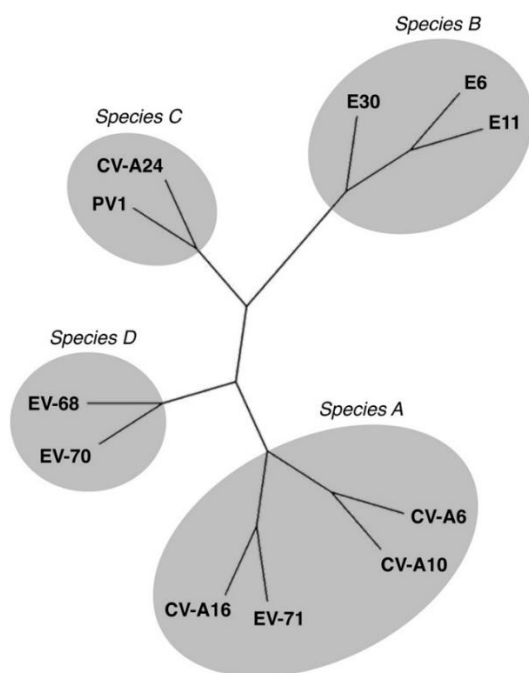 Species B
E6
E30
E11
Species C
CV-A24
PV1
Species D
EV-68
EV-70
Species A
CV-A6
CV-A10
CV-A16
EV-71